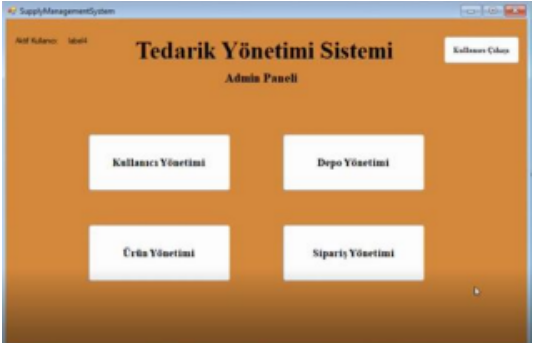 SupplyManagementSystem
Aktif Kullanıcı: label4
Tedarik Yönetimi Sistemi
Kullanıcı Çıkışı
Admin Paneli
Kullanıcı Yönetimi
Depo Yönetimi
Ürün Yönetimi
Sipariş Yönetimi